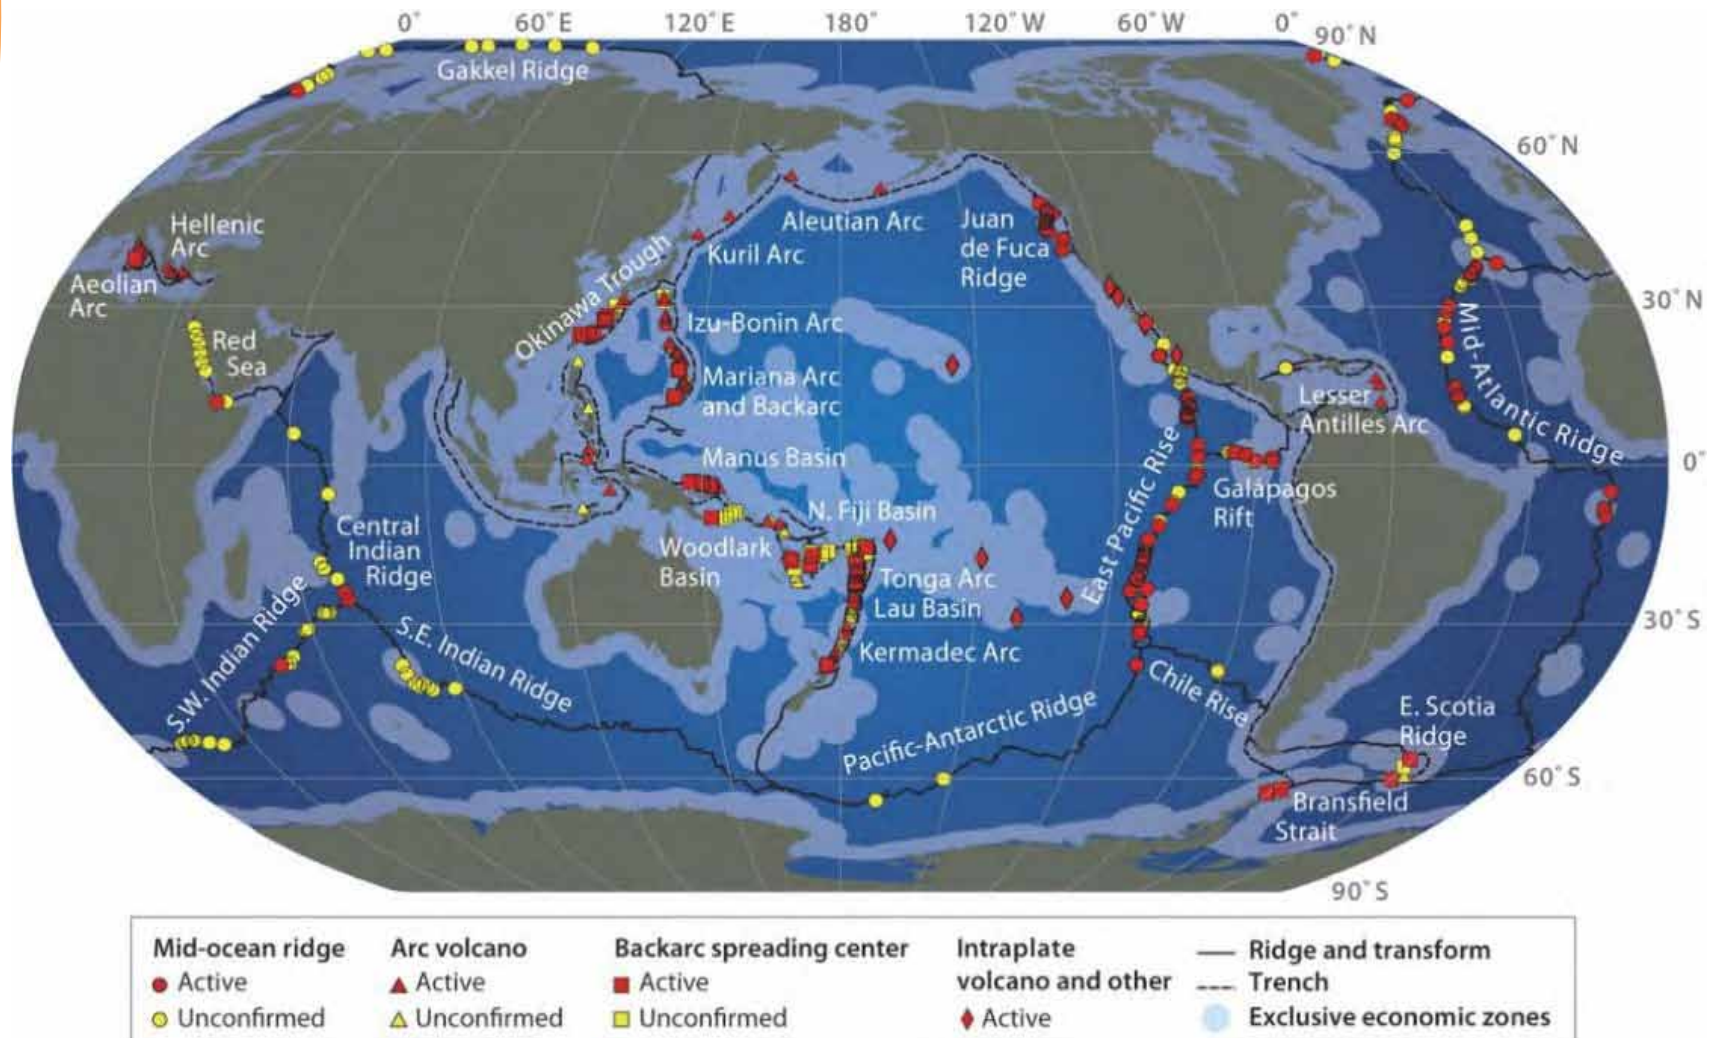 0° 60°E 120°E 180° 120°W 60°W 0°
90°N
Gakkel Ridge
60°N
Hellenic
Arc
Aeolian
Arc
Aleutian Arc
Juan
de Fuca
Ridge
Kuril Arc
Okinawa Trough
30°N
Izu-Bonin Arc
Red
Sea
Mid-Atlantic Ridge
Mariana Arc
and Backarc
Lesser
Antilles Arc
Manus Basin
0°
East Pacific Rise
Galápagos
Rift
N. Fiji Basin
Central
Indian
Ridge
Woodlark
Basin
Tonga Arc
Lau Basin
30°S
S.W. Indian Ridge
S.E. Indian Ridge
Kermadec Arc
Chile Rise
Pacific-Antarctic Ridge
E. Scotia
Ridge
60°S
Bransfield
Strait
90°S
Mid-ocean ridge
Active
Unconfirmed
Arc volcano
Active
Unconfirmed
Backarc spreading center
Active
Unconfirmed
Intraplate
volcano and other
Active
Ridge and transform
Trench
Exclusive economic zones